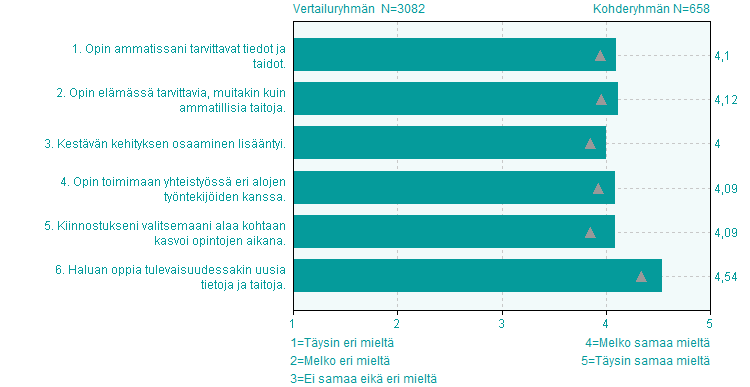 Vertailuryhmän N=3082
Kohderyhmän N=658
1. Opin ammatissani tarvittavat tiedot ja
taidot.
4,1
2. Opin elämässä tarvittavia, muitakin kuin
ammatillisia taitoja.
4,12
3. Kestävän kehityksen osaaminen lisääntyi.
4
4. Opin toimimaan yhteistyössä eri alojen
työntekijöiden kanssa.
4,09
5. Kiinnostukseni valitsemaani alaa kohtaan
kasvoi opintojen aikana.
4,09
6. Haluan oppia tulevaisuudessakin uusia
tietoja ja taitoja.
4,54
1 2 3 4 5
1=Täysin eri mieltä
2=Melko eri mieltä
3=Ei samaa eikä eri mieltä
4=Melko samaa mieltä
5=Täysin samaa mieltä